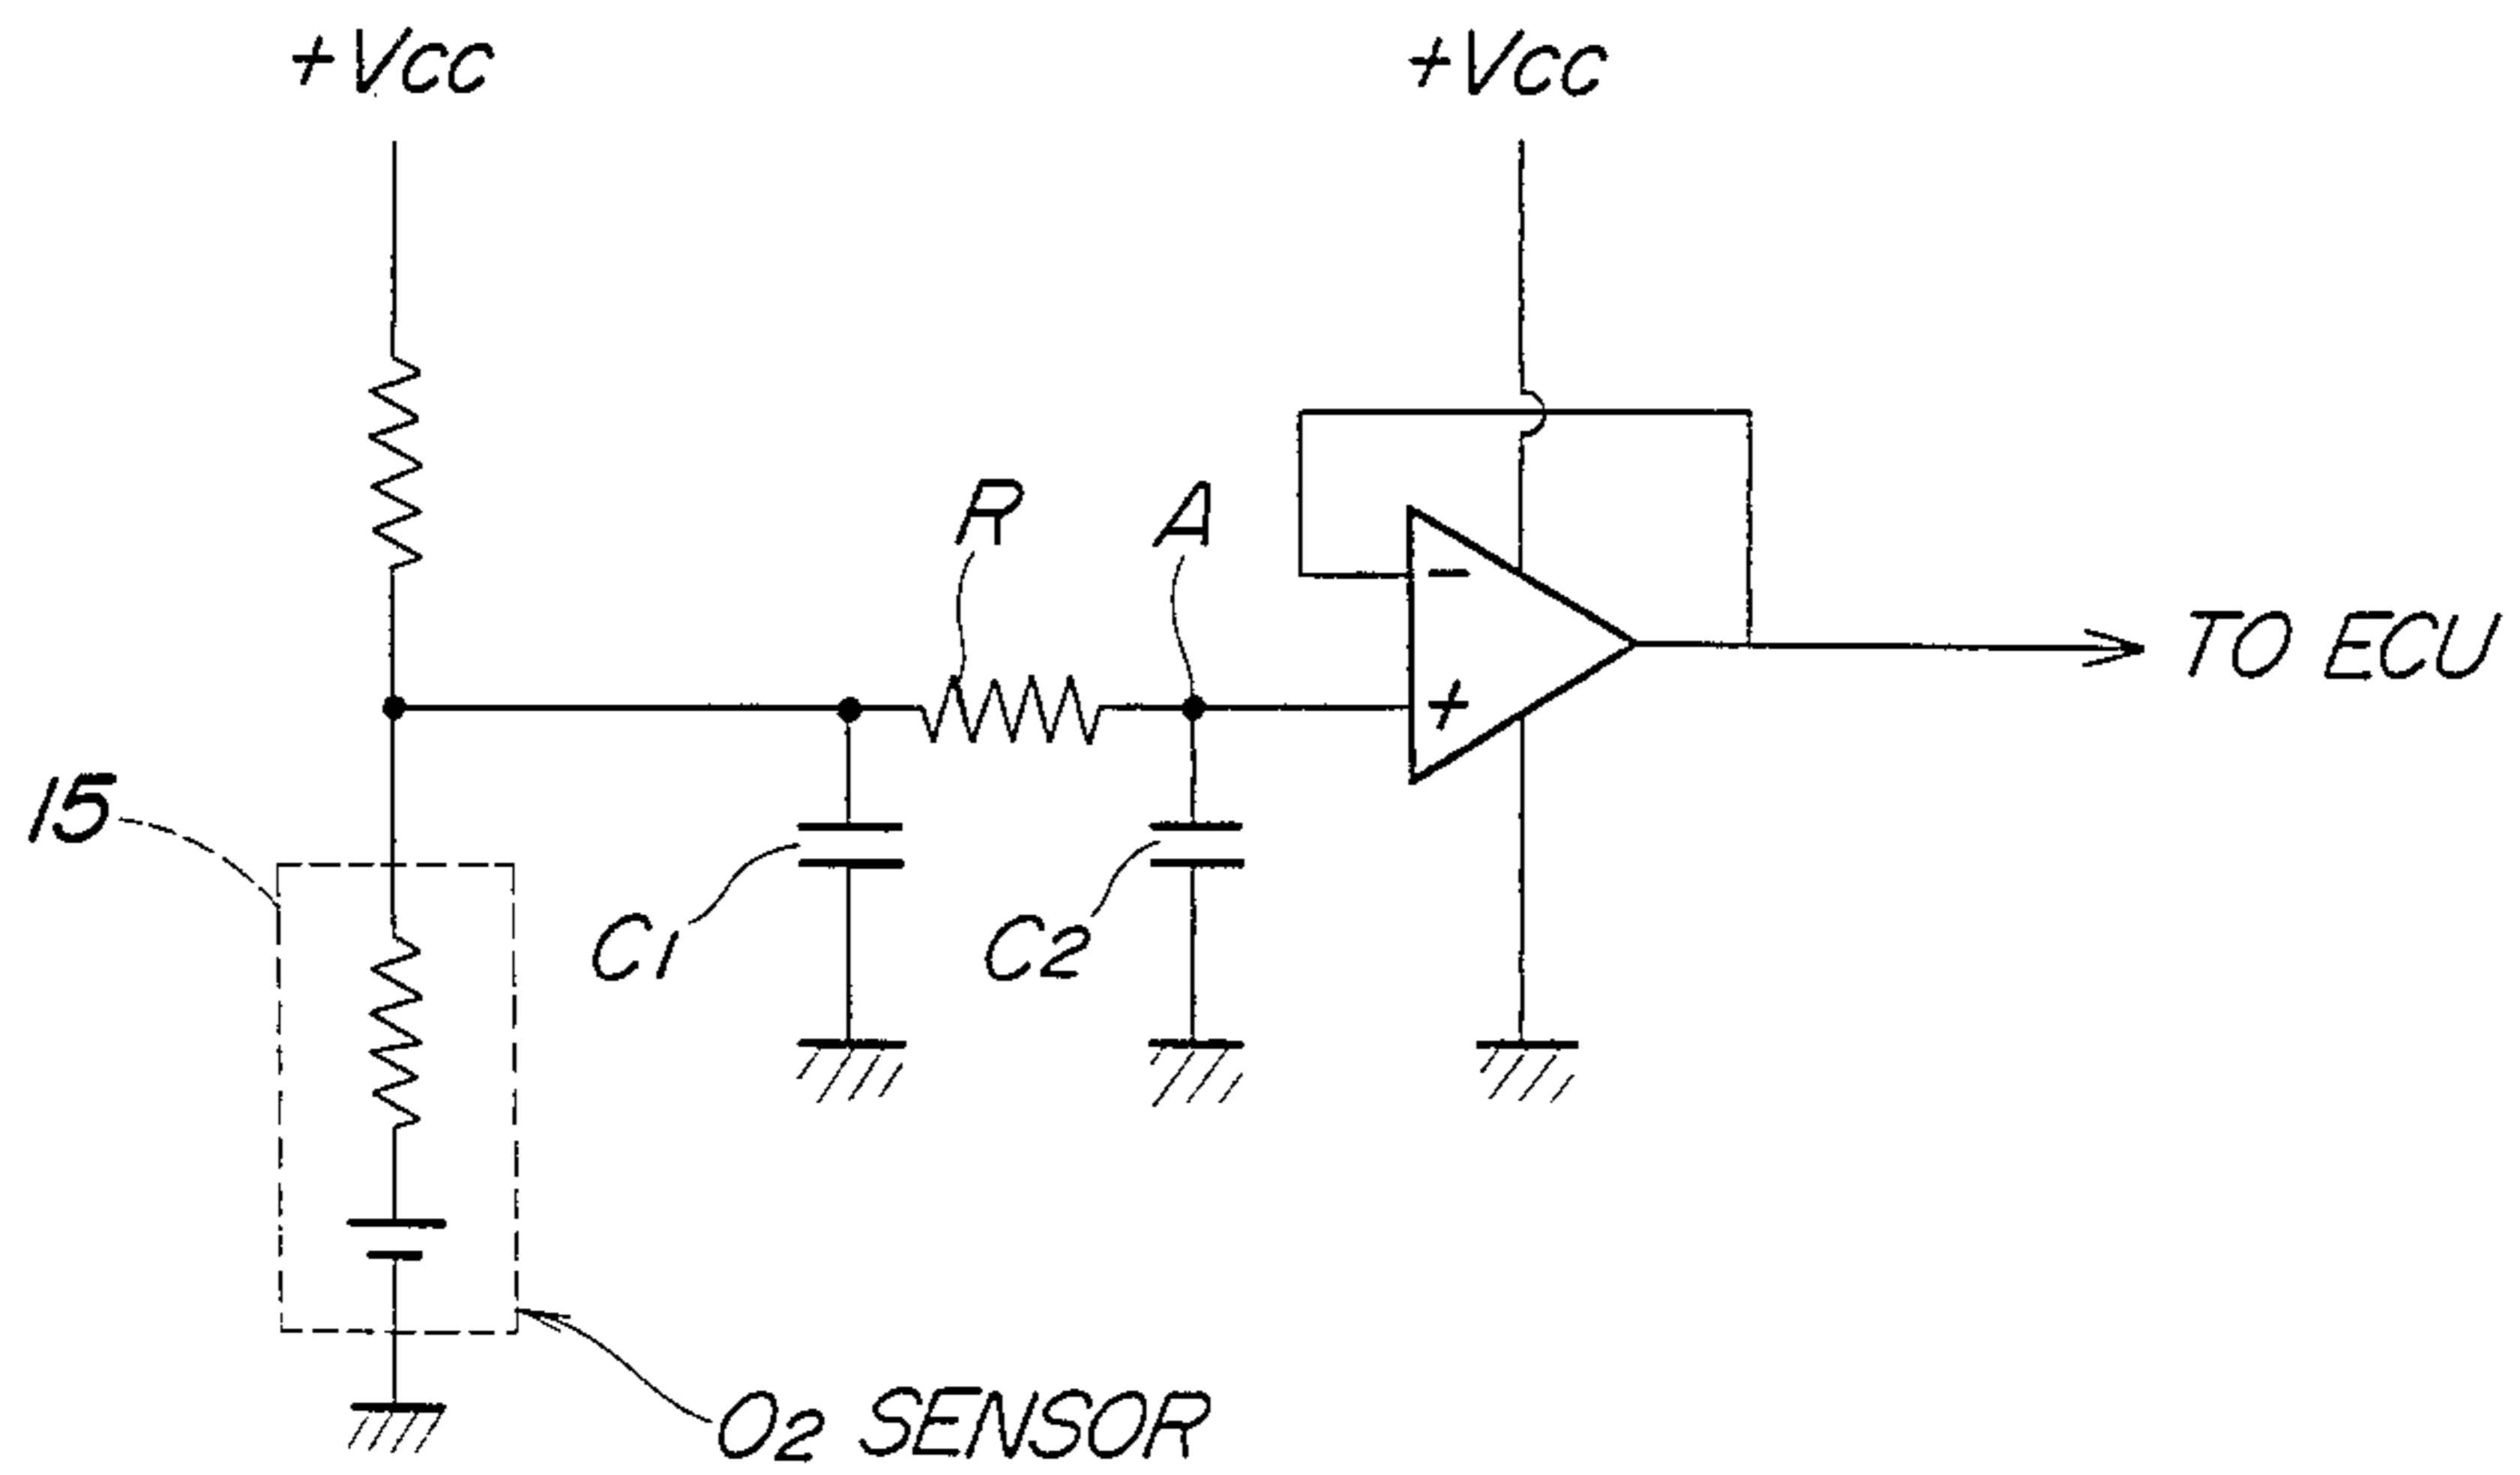 +Vcc
+Vcc
R
A
-
+
TO ECU
15
C1
C2
O2 SENSOR